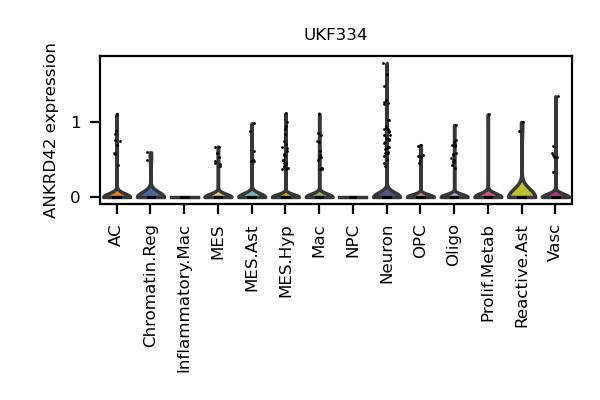 UKF334
ANKRD42 expression
1
0
AC
Chromatin.Reg
Inflammatory.Mac
MES
MES.Ast
MES.Hyp
Mac
NPC
Neuron
OPC
Oligo
Prolif.Metab
Reactive.Ast
Vasc